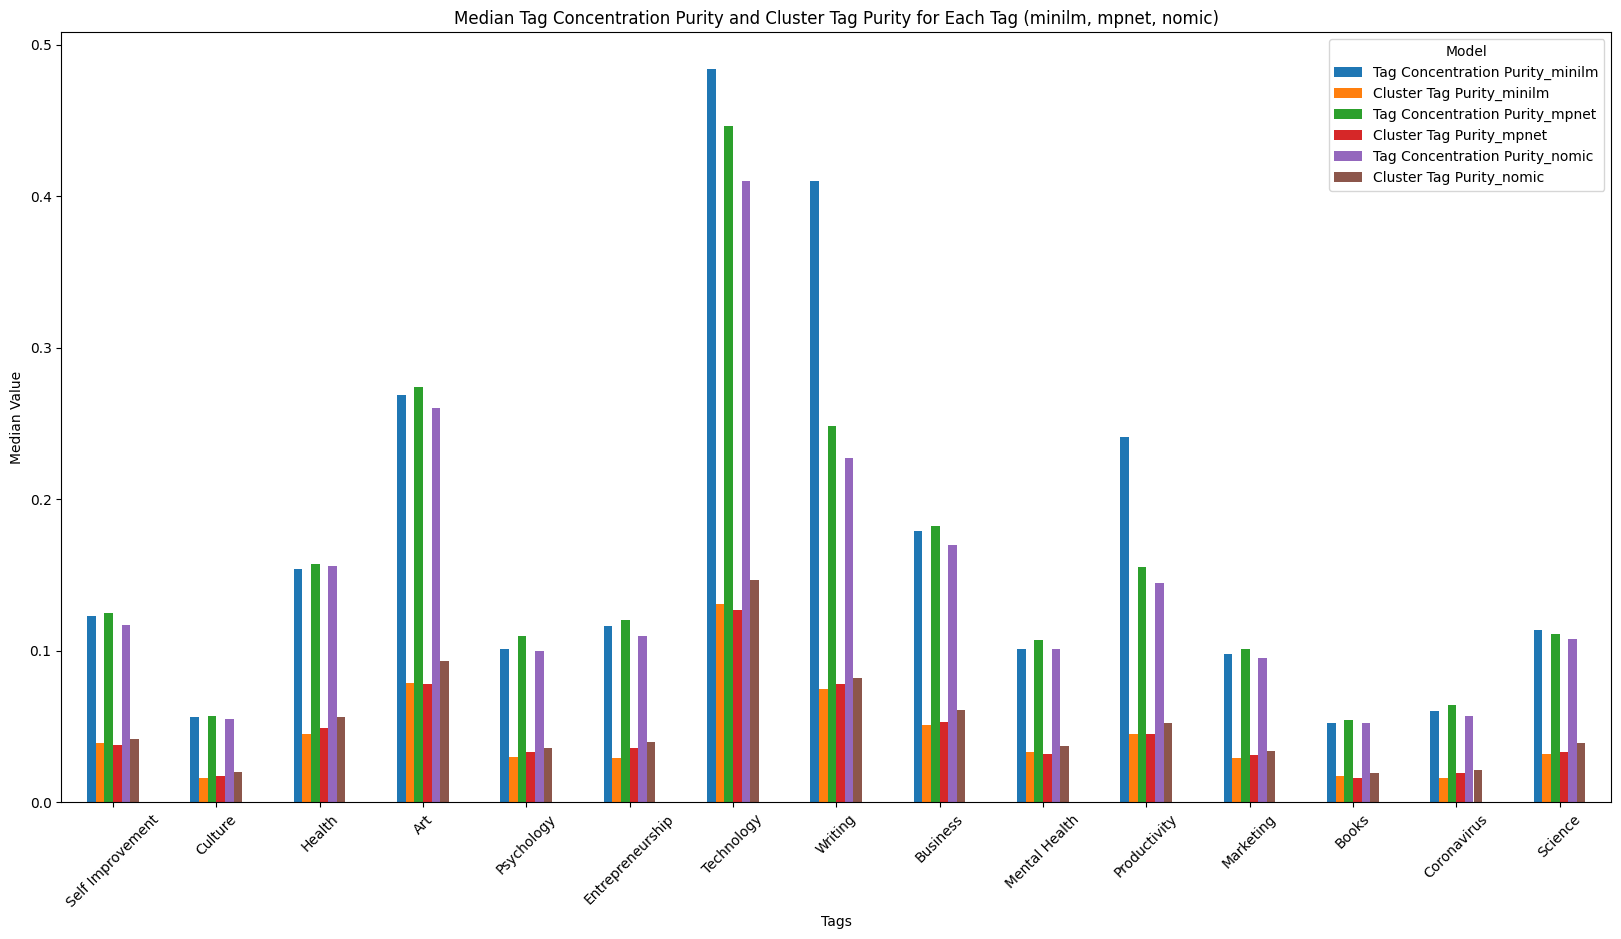 Median Tag Concentration Purity and Cluster Tag Purity for Each Tag (minilm, mpnet, nomic)
Model
Tag Concentration Purity_minilm
Cluster Tag Purity_minilm
Tag Concentration Purity_mpnet
Cluster Tag Purity_mpnet
Tag Concentration Purity_nomic
Cluster Tag Purity_nomic
Median Value
0.5
0.4
0.3
0.2
0.1
0.0
Self Improvement
Culture
Health
Art
Psychology
Entrepreneurship
Technology
Writing
Business
Mental Health
Productivity
Marketing
Books
Coronavirus
Science
Tags